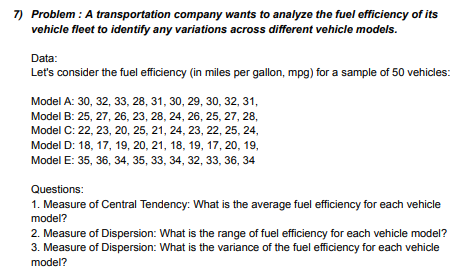 7) Problem : A transportation company wants to analyze the fuel efficiency of its
vehicle fleet to identify any variations across different vehicle models.
Data:
Let's consider the fuel efficiency (in miles per gallon, mpg) for a sample of 50 vehicles:
Model A: 30, 32, 33, 28, 31, 30, 29, 30, 32, 31,
Model B: 25, 27, 26, 23, 28, 24, 26, 25, 27, 28,
Model C: 22, 23, 20, 25, 21, 24, 23, 22, 25, 24,
Model D: 18, 17, 19, 20, 21, 18, 19, 17, 20, 19,
Model E: 35, 36, 34, 35, 33, 34, 32, 33, 36, 34
Questions:
1. Measure of Central Tendency: What is the average fuel efficiency for each vehicle
model?
2. Measure of Dispersion: What is the range of fuel efficiency for each vehicle model?
3. Measure of Dispersion: What is the variance of the fuel efficiency for each vehicle
model?